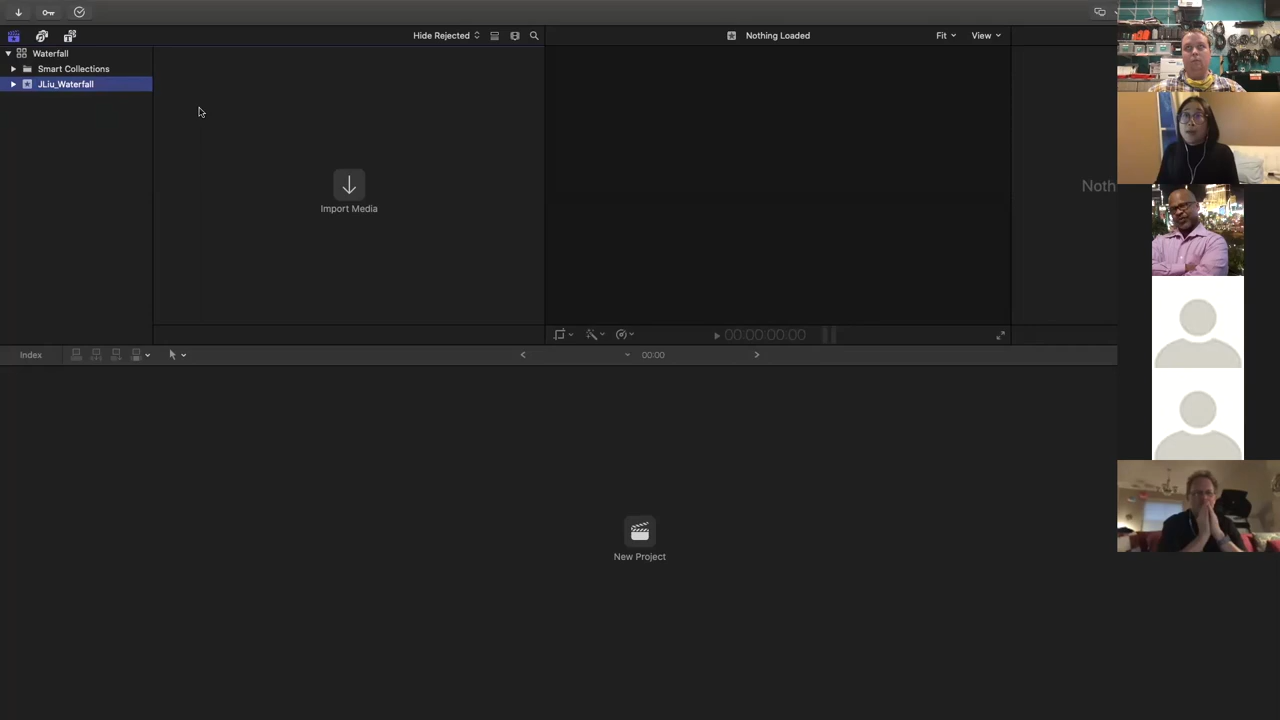 Hide Rejected
Nothing Loaded
Fit
View
Waterfall
Smart Collections
JLiu_Waterfall
Import Media
Noth
00:00:00:00
Index
00:00
New Project